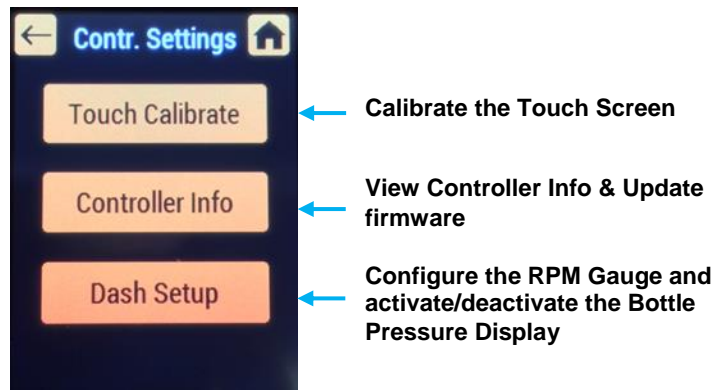 Contr. Settings
Touch Calibrate
Calibrate the Touch Screen
Controller Info
View Controller Info & Update
firmware
Dash Setup
Configure the RPM Gauge and
activate/deactivate the Bottle
Pressure Display